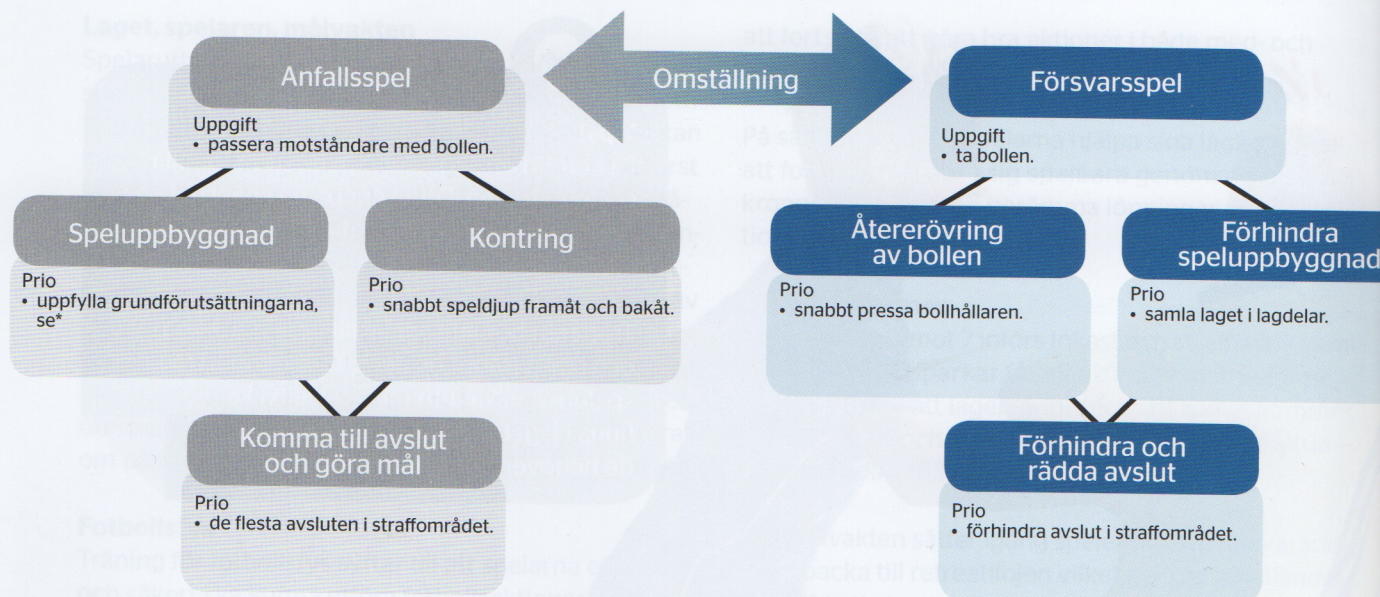 Anfallsspel
Uppgift
• passera motståndare med bollen.
Omställning
Försvarsspel
Uppgift
• ta bollen.
Speluppbyggnad
Prio
• uppfylla grundförutsättningarna,
se*
Kontring
Prio
• snabbt speldjup framåt och bakåt.
Återerövring
av bollen
Prio
• snabbt pressa bollhållaren.
Förhindra
speluppbyggnad
Prio
• samla laget i lagdelar.
Komma till avslut
och göra mål
Prio
• de flesta avsluten i straffområdet.
Förhindra och
rädda avslut
Prio
• förhindra avslut i straffområdet.